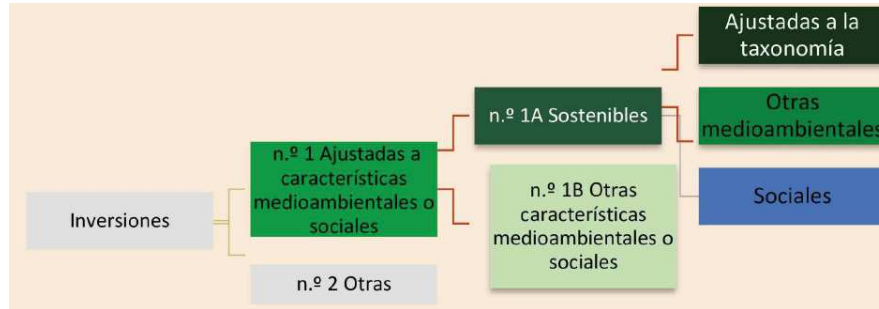 Ajustadas a la
taxonomía
n.º 1A Sostenibles
Otras
medioambientales
n.º 1 Ajustadas a
características
medioambientales o
sociales
n.º 1B Otras
características
medioambientales o
sociales
Sociales
Inversiones
n.º 2 Otras